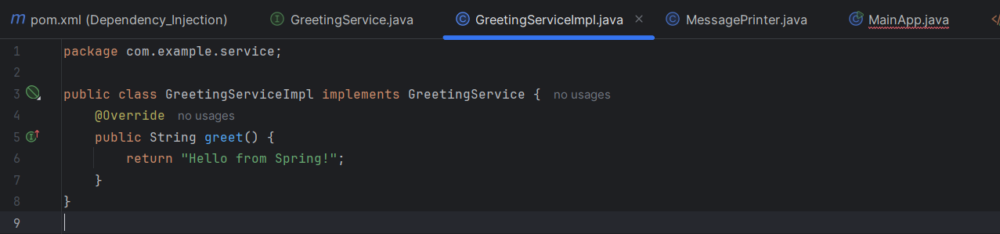 pom.xml (Dependency_Injection) GreetingService.java GreetingServiceImpl.java MessagePrinter.java MainApp.java
1 package com.example.service;
2
3 public class GreetingServiceImpl implements GreetingService { no usages
4 @Override no usages
5 public String greet() {
6 return "Hello from Spring!";
7 }
8 }
9